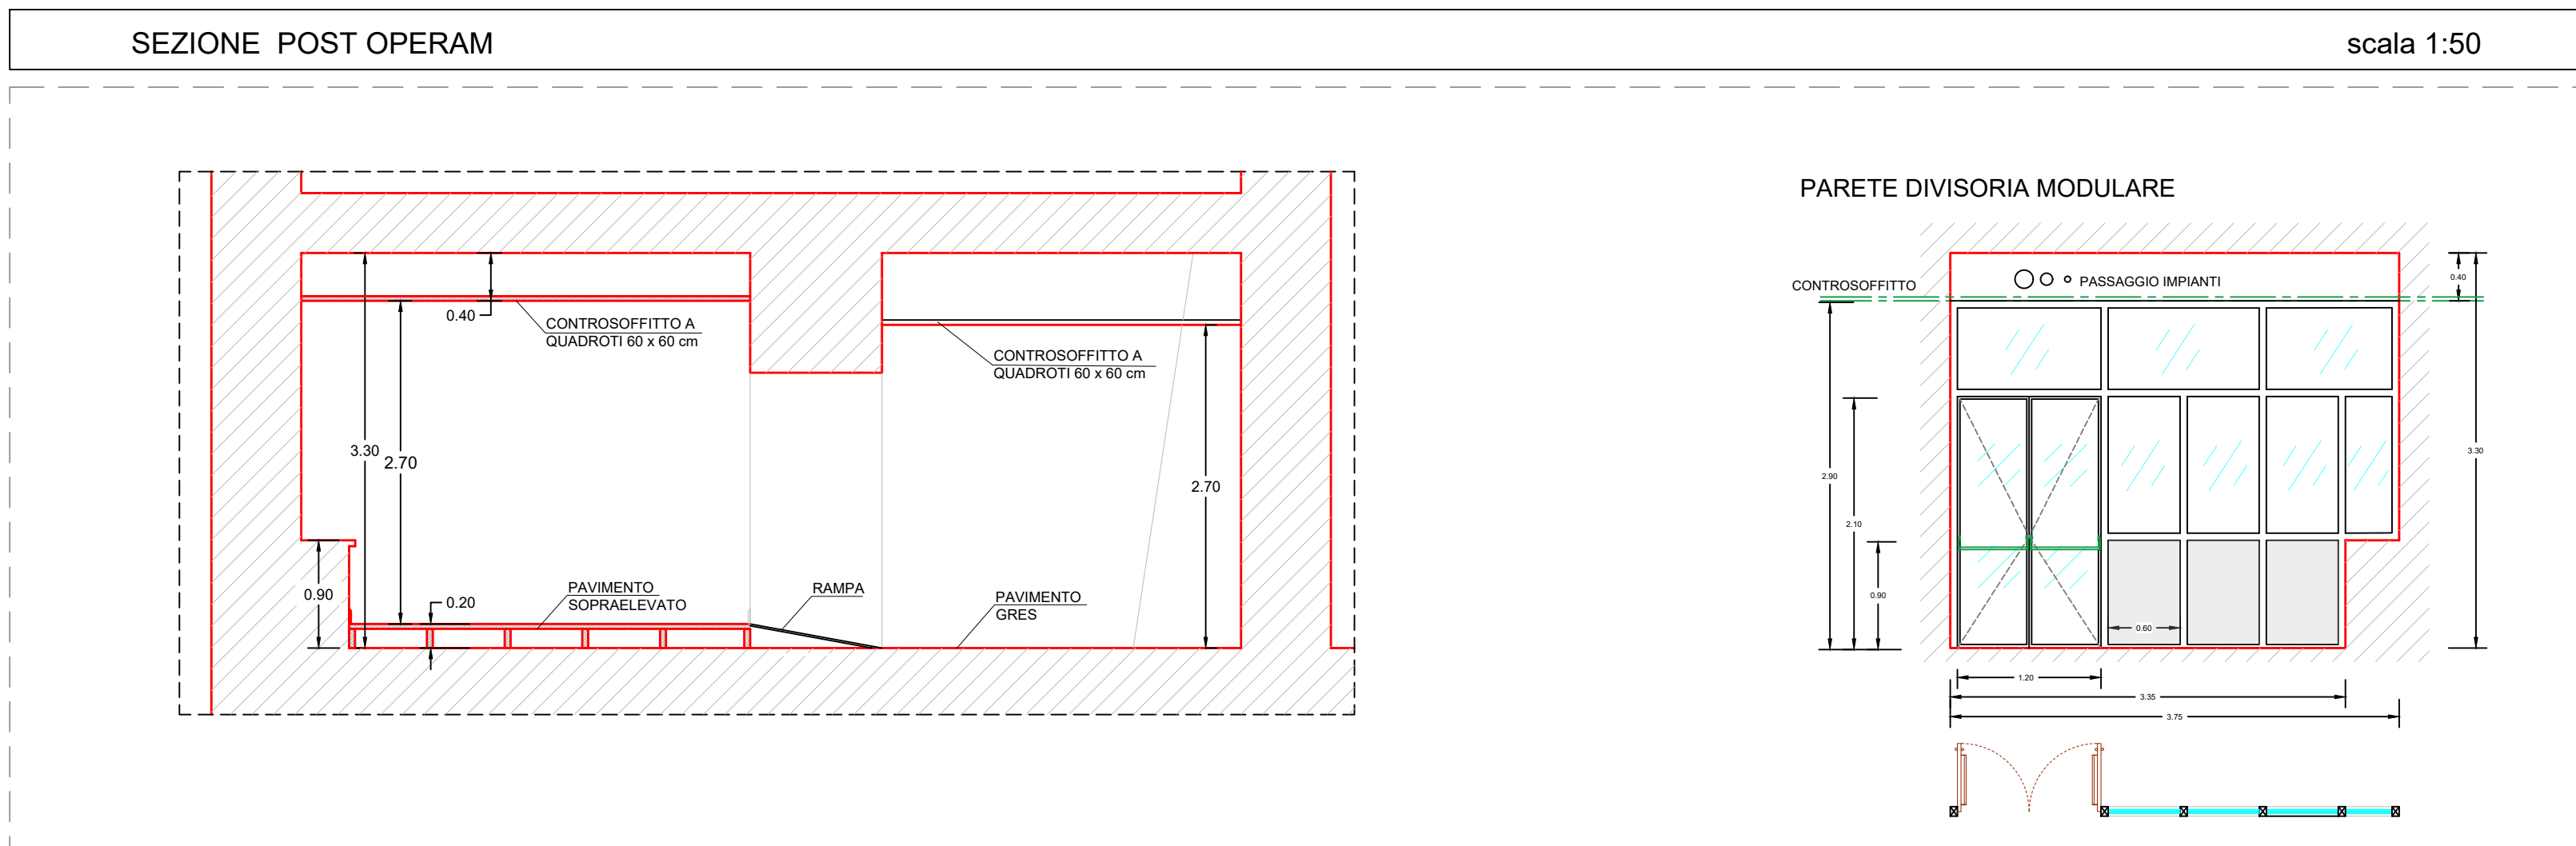 SEZIONE POST OPERAM
scala 1:50
PARETE DIVISORIA MODULARE
0.40
CONTROSOFFITTO A
QUADROTI 60 x 60 cm
CONTROSOFFITTO A
QUADROTI 60 x 60 cm
3.30
2.70
2.70
0.90
0.20
PAVIMENTO
SOPRAELEVATO
RAMPA
PAVIMENTO
GRES
CONTROSOFFITTO
PASSAGGIO IMPIANTI
0.40
3.30
2.90
2.10
0.90
0.60
1.20
3.35
3.75